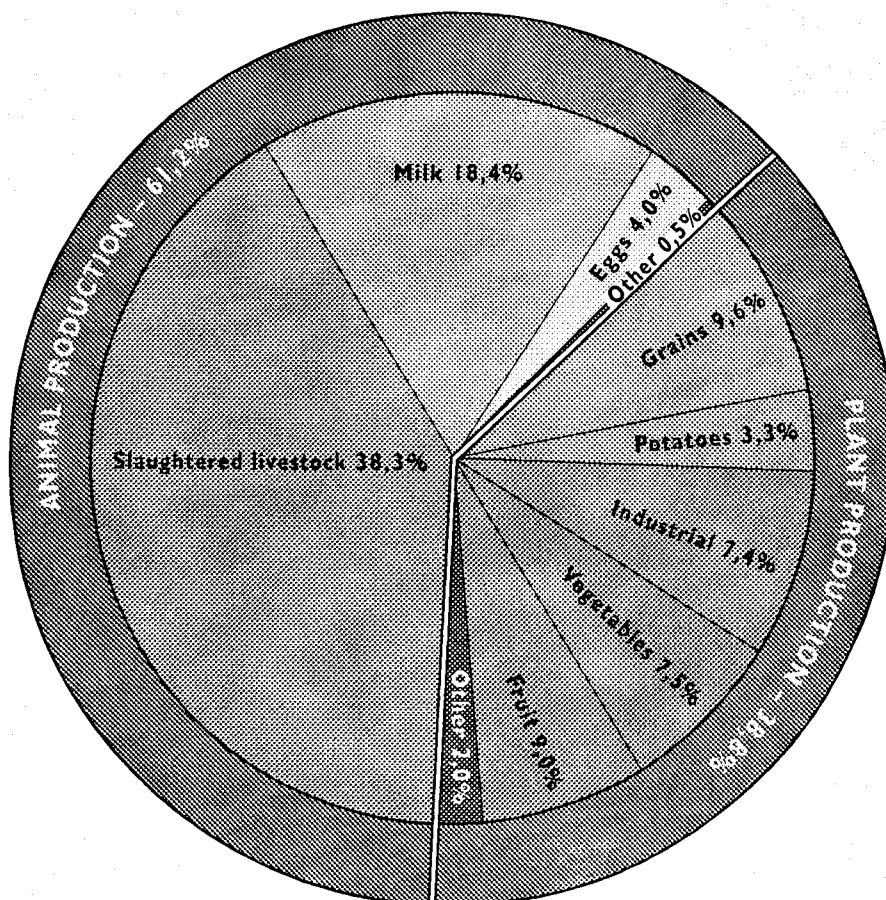 ANIMAL PRODUCTION – 61,2%
Milk 18,4%
Eggs 4,0%
Other 0,5%
Grains 9,6%
Potatoes 3,3%
Industrial 7,4%
Vegetables 7,5%
Fruit 9,0%
Other 7.0%
Slaughtered livestock 38,3%
PLANT PRODUCTION – 38,8%